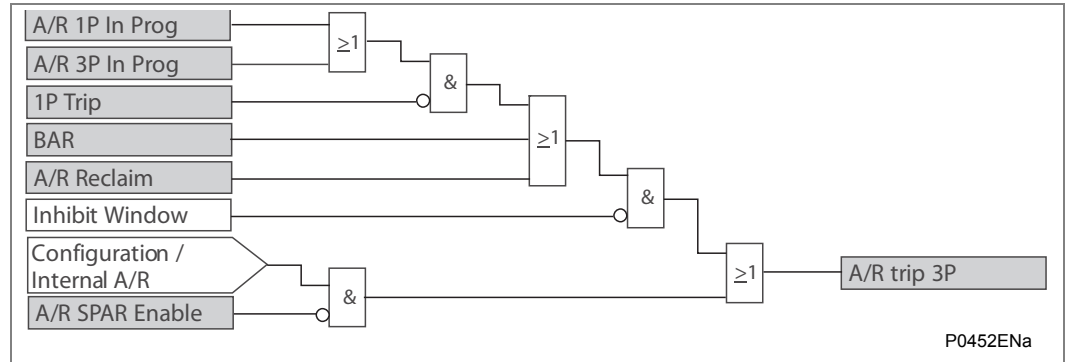 A/R 1P In Prog
≥1
A/R 3P In Prog
&
1P Trip
BAR
≥1
A/R Reclaim
&
Inhibit Window
Configuration /
Internal A/R
≥1
A/R trip 3P
&
A/R SPAR Enable
P0452ENa